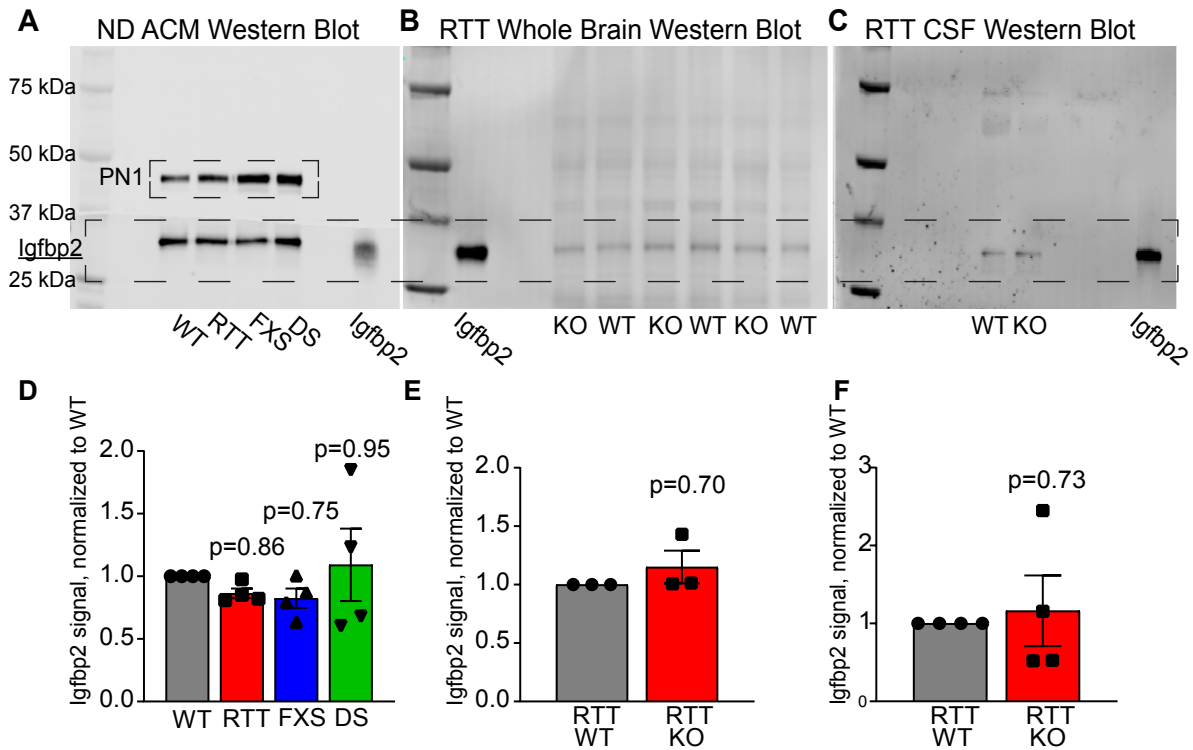 A ND ACM Western Blot
B RTT Whole Brain Western Blot
C RTT CSF Western Blot
75 kDa
50 kDa
PN1
37 kDa
Igfbp2
25 kDa
WT RTT FXS DS Igfbp2
Igfbp2 KO WT KO WT KO WT
WT KO Igfbp2
D
Igfbp2 signal, normalized to WT
2.0
1.5
1.0
0.5
0.0
p=0.86
p=0.75
p=0.95
WT RTT FXS DS
E
Igfbp2 signal, normalized to WT
2.0
1.5
1.0
0.5
0.0
p=0.70
RTT RTT
WT KO
F
Igfbp2 signal, normalized to WT
3
2
1
0
p=0.73
RTT RTT
WT KO